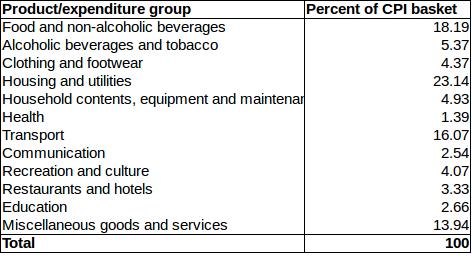 Product/expenditure group Percent of CPI basket
Food and non-alcoholic beverages 18.19
Alcoholic beverages and tobacco 5.37
Clothing and footwear 4.37
Housing and utilities 23.14
Household contents, equipment and maintenar 4.93
Health 1.39
Transport 16.07
Communication 2.54
Recreation and culture 4.07
Restaurants and hotels 3.33
Education 2.66
Miscellaneous goods and services 13.94
Total 100